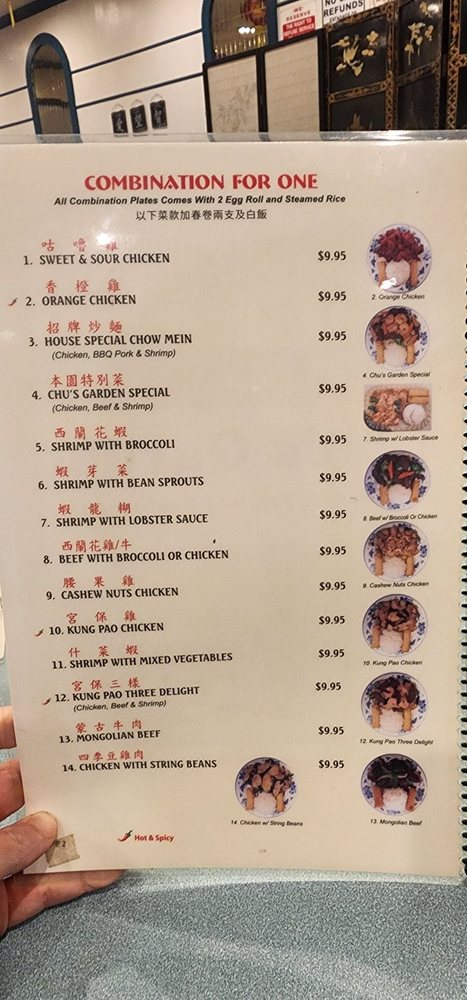 WE
RESERVE
THE RIGHT TO
REFUSE SERVICE
REFUNDS
COMBINATION FOR ONE
All Combination Plates Comes With 2 Egg Roll and Steamed Rice
以下菜款加春卷兩支及白飯
咕嚕雞
1. SWEET & SOUR CHICKEN $9.95
香橙雞
2. ORANGE CHICKEN $9.95
招牌炒麵
3. HOUSE SPECIAL CHOW MEIN $9.95
(Chicken, BBQ Pork & Shrimp)
本園特別菜
4. CHU'S GARDEN SPECIAL $9.95
(Chicken, Beef & Shrimp)
西蘭花蝦
5. SHRIMP WITH BROCCOLI $9.95
蝦芽菜
6. SHRIMP WITH BEAN SPROUTS $9.95
蝦龍糊
7. SHRIMP WITH LOBSTER SAUCE $9.95
西蘭花雞/牛
8. BEEF WITH BROCCOLI OR CHICKEN $9.95
腰果雞
9. CASHEW NUTS CHICKEN $9.95
宮保雞
10. KUNG PAO CHICKEN $9.95
什菜蝦
11. SHRIMP WITH MIXED VEGETABLES $9.95
宮保三樣
12. KUNG PAO THREE DELIGHT $9.95
(Chicken, Beef & Shrimp)
蒙古牛肉
13. MONGOLIAN BEEF $9.95
四季豆雞肉
14. CHICKEN WITH STRING BEANS $9.95
2. Orange Chicken
4. Chu's Garden Special
7. Shrimp w/ Lobster Sauce
8. Beef w/ Broccoli Or Chicken
9. Cashew Nuts Chicken
10. Kung Pao Chicken
12. Kung Pao Three Delight
14. Chicken w/ String Beans
13. Mongolian Beef
Hot & Spicy